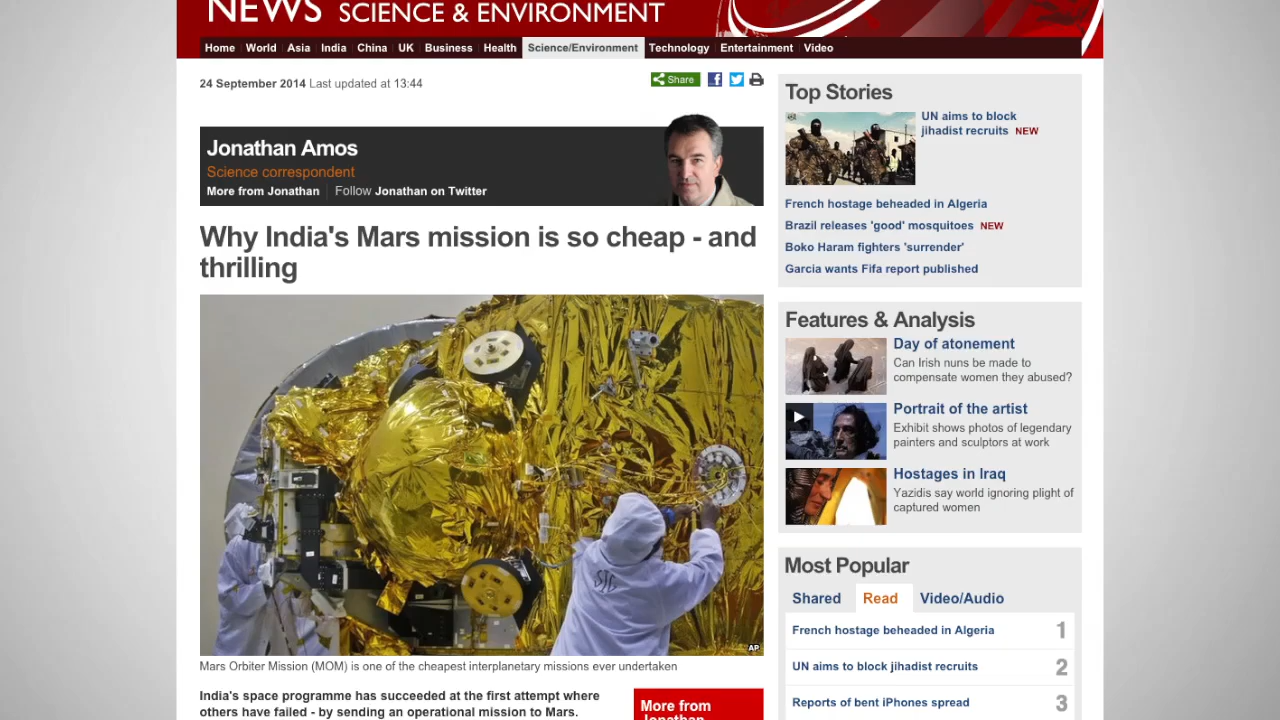 NEWS SCIENCE & ENVIRONMENT
Home World Asia India China UK Business Health Science/Environment Technology Entertainment Video
24 September 2014 Last updated at 13:44
Share
Jonathan Amos
Science correspondent
More from Jonathan Follow Jonathan on Twitter
Why India's Mars mission is so cheap - and
thrilling
AP
Mars Orbiter Mission (MOM) is one of the cheapest interplanetary missions ever undertaken
India's space programme has succeeded at the first attempt where
others have failed - by sending an operational mission to Mars.
More from
Jonathan
Top Stories
UN aims to block
jihadist recruits NEW
French hostage beheaded in Algeria
Brazil releases 'good' mosquitoes NEW
Boko Haram fighters 'surrender'
Garcia wants Fifa report published
Features & Analysis
Day of atonement
Can Irish nuns be made to
compensate women they abused?
Portrait of the artist
Exhibit shows photos of legendary
painters and sculptors at work
Hostages in Iraq
Yazidis say world ignoring plight of
captured women
Most Popular
Shared Read Video/Audio
French hostage beheaded in Algeria 1
UN aims to block jihadist recruits 2
Reports of bent iPhones spread 3